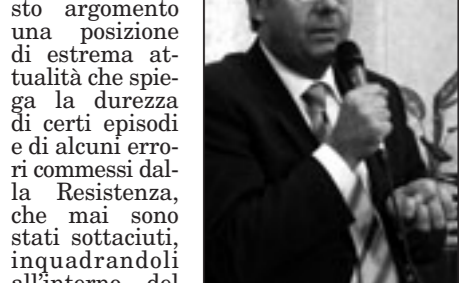 sto argomento
una posizione
di estrema at-
tualità che spie-
ga la durezza
di certi episodi
e di alcuni erro-
ri commessi dal-
la Resistenza,
che mai sono
stati sottaciuti,
inquadrandoli
all'interno del